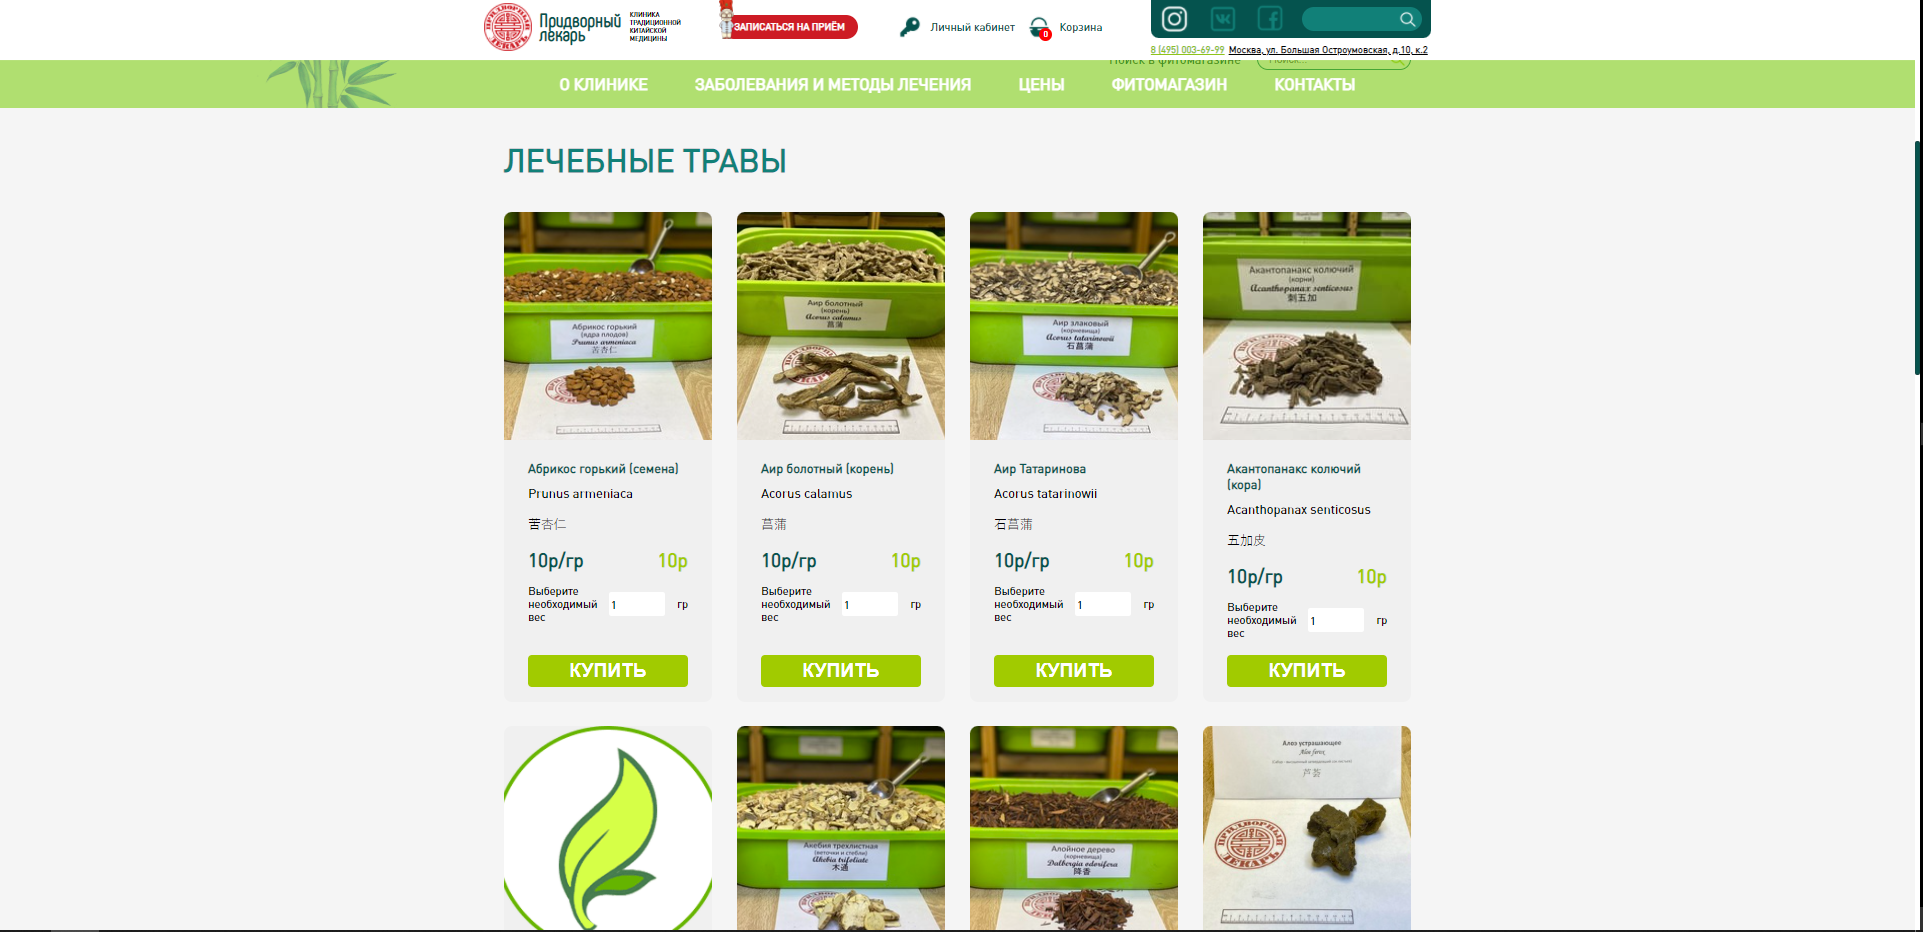 Придворный
лекарь
КЛИНИКА
ТРАДИЦИОННОЙ
КИТАЙСКОЙ
МЕДИЦИНЫ
ЗАПИСАТЬСЯ НА ПРИЁМ
Личный кабинет
0
Корзина
8 (495) 003-69-99 Москва, ул. Большая Остроумовская, д.10, к.2
Поиск в фитомагазине
Поиск...
О КЛИНИКЕ ЗАБОЛЕВАНИЯ И МЕТОДЫ ЛЕЧЕНИЯ ЦЕНЫ ФИТОМАГАЗИН КОНТАКТЫ
ЛЕЧЕБНЫЕ ТРАВЫ
Абрикос горький
(ядра плодов)
Prunus armeniaca
苦杏仁
Аир болотный
(корень)
Acorus calamus
菖蒲
Аир злаковый
(корневища)
Acorus tatarinowii
石菖蒲
Акантопанакс колючий
(корни)
Acanthopanax senticosus
刺五加
Абрикос горький (семена)
Prunus armeniaca
苦杏仁
10р/гр 10р
Выберите
необходимый
вес
1 гр
КУПИТЬ
Аир болотный (корень)
Acorus calamus
菖蒲
10р/гр 10р
Выберите
необходимый
вес
1 гр
КУПИТЬ
Аир Татаринова
Acorus tatarinowii
石菖蒲
10р/гр 10р
Выберите
необходимый
вес
1 гр
КУПИТЬ
Акантопанакс колючий
(кора)
Acanthopanax senticosus
五加皮
10р/гр 10р
Выберите
необходимый
вес
1 гр
КУПИТЬ
Акебия трехлистная
(веточки и стебли)
Akebia trifoliate
木通
Алойное дерево
(корневища)
Dalbergia odorifera
降香
Алоэ устрашающее
Aloe ferox
芦荟
ПРИДВОРНЫЙ
ЛЕКАРЬ